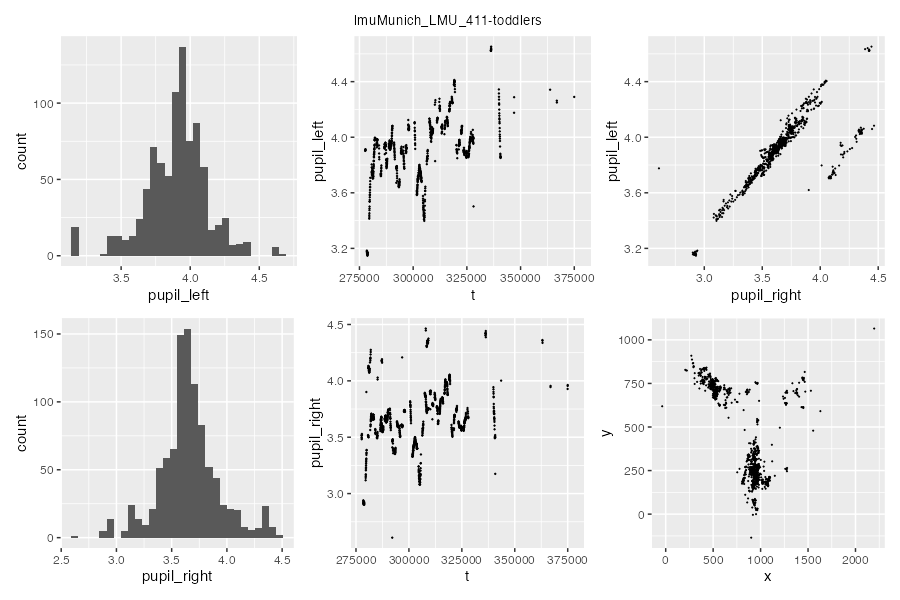 lmuMunich_LMU_411-toddlers
count
100
50
0
3.5 4.0 4.5
pupil_left
pupil_left
4.4
4.0
3.6
3.2
275000 300000 325000 350000 375000
t
pupil_left
4.4
4.0
3.6
3.2
3.0 3.5 4.0 4.5
pupil_right
count
150
100
50
0
2.5 3.0 3.5 4.0 4.5
pupil_right
pupil_right
4.5
4.0
3.5
3.0
275000 300000 325000 350000 375000
t
y
1000
750
500
250
0
0 500 1000 1500 2000
x